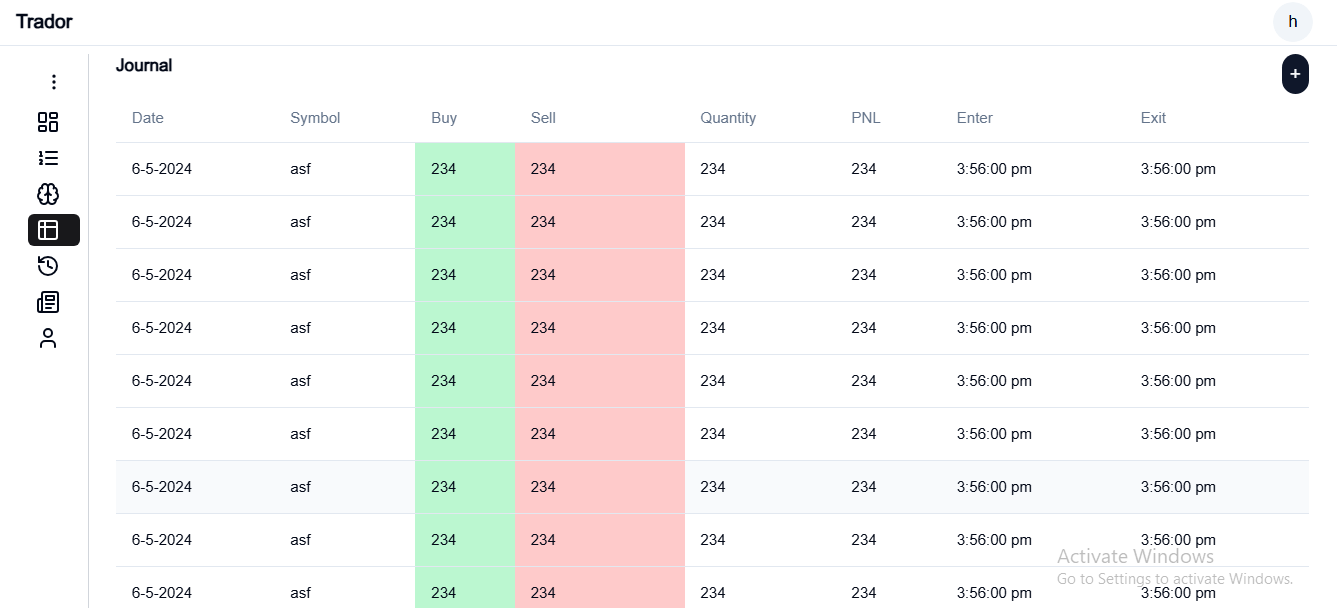 Trador
h
Journal
+
Date Symbol Buy Sell Quantity PNL Enter Exit
6-5-2024 asf 234 234 234 234 3:56:00 pm 3:56:00 pm
6-5-2024 asf 234 234 234 234 3:56:00 pm 3:56:00 pm
6-5-2024 asf 234 234 234 234 3:56:00 pm 3:56:00 pm
6-5-2024 asf 234 234 234 234 3:56:00 pm 3:56:00 pm
6-5-2024 asf 234 234 234 234 3:56:00 pm 3:56:00 pm
6-5-2024 asf 234 234 234 234 3:56:00 pm 3:56:00 pm
6-5-2024 asf 234 234 234 234 3:56:00 pm 3:56:00 pm
6-5-2024 asf 234 234 234 234 3:56:00 pm 3:56:00 pm
Activate Windows
Go to Settings to activate Windows.
6-5-2024 asf 234 234 234 234 3:56:00 pm 3:56:00 pm